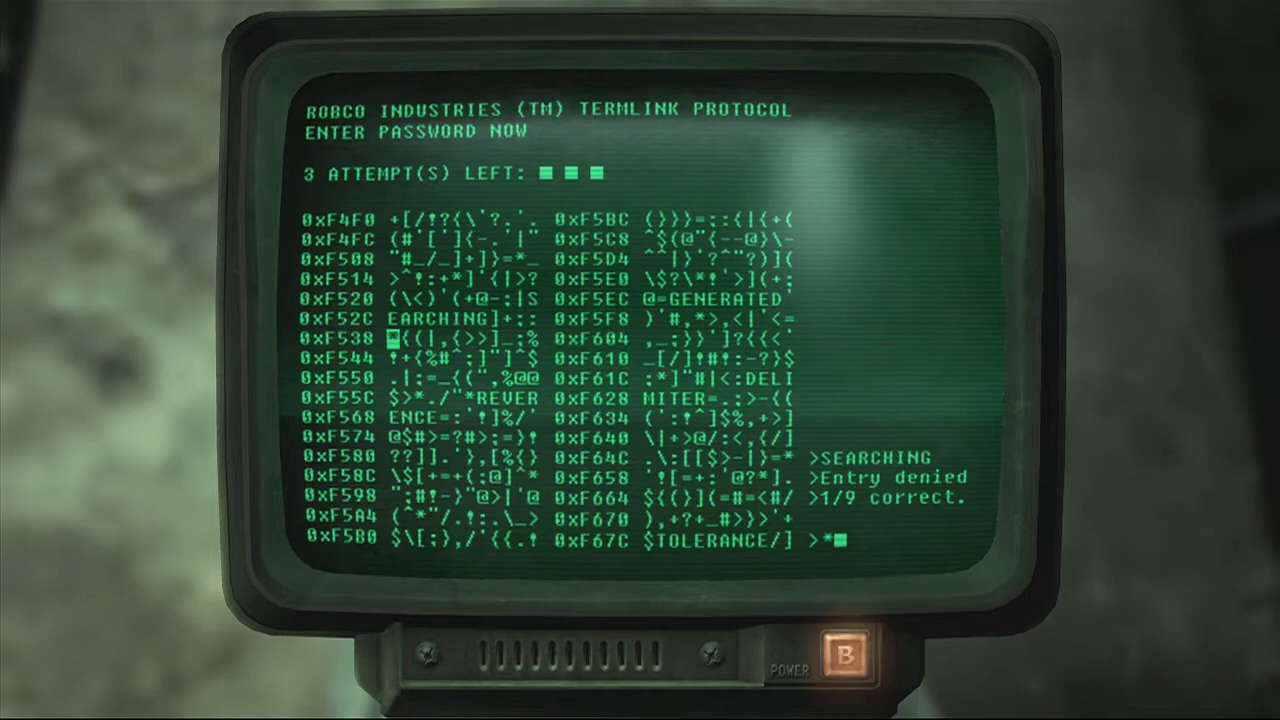 ROBCO INDUSTRIES (TM) TERMLINK PROTOCOL
ENTER PASSWORD NOW
3 ATTEMPT(S) LEFT: ■ ■ ■
0xF4F0 +[/!?{\'?.'. 0xF5BC (}}}=;:{|{+(
0xF4FC (#'[']{-.'|" 0xF5C8 ^${@"{--@}\-
0xF508 "#_/_]+]}=*_ 0xF5D4 ^^|}'?^"?)](
0xF514 >^!:+*]'{|>? 0xF5E0 \$?\*!'>](+;
0xF520 (\<)'(+@-;|S 0xF5EC @=GENERATED'
0xF52C EARCHING]+:: 0xF5F8 )'#,*>,<|'<=
0xF538 *{(|,{>>]_;% 0xF604 ,_;}}']?{{<'
0xF544 !+{%#^;]"]^$ 0xF610 _[/]!#!:-?}$
0xF550 .|;=_{(",%@@ 0xF61C ;*]"#|<:DELI
0xF55C $>*./"*REVER 0xF628 MITER=.;>-{(
0xF568 ENCE=:'!]%/' 0xF634 (':!^]$%,+>]
0xF574 @$#>=?#>;=}! 0xF640 \|+>@/:<,{/]
0xF580 ??]].'},[%{} 0xF64C .\:[[$>-|}=* >SEARCHING
0xF58C \$[+=+(:@]^* 0xF658 '![=+:'@?*]. >Entry denied
0xF598 ";#!-}"@>|'@ 0xF664 ${(}](=#=<#/ >1/9 correct.
0xF5A4 (^*"/.!:.\_> 0xF670 ),+?+_#>}>'+
0xF5B0 $\[;},/'{{.! 0xF67C $TOLERANCE/] >*■
POWER B